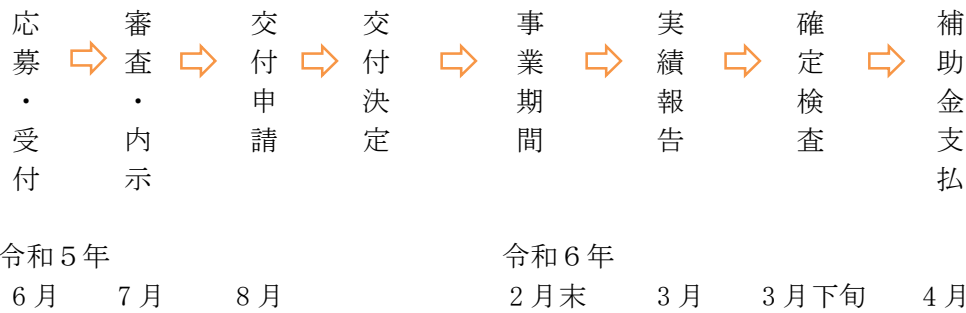 応募・受付
審査・内示
交付申請
交付決定
事業期間
実績報告
確定検査
補助金支払
令和５年
令和６年
6月
7月
8月
2月末
3月
3月下旬
4月